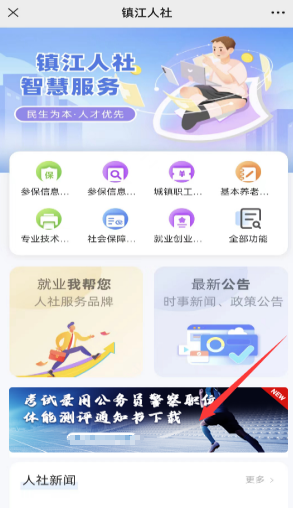 镇江人社
镇江人社
智慧服务
民生为本·人才优先
参保信息...
参保信息...
城镇职工...
基本养老...
专业技术...
社会保障...
就业创业...
全部功能
就业我帮您
人社服务品牌
最新公告
时事新闻、政策公告
NEW
考试录用公务员警察职位
体能测评通知书下载
人社新闻
更多 >